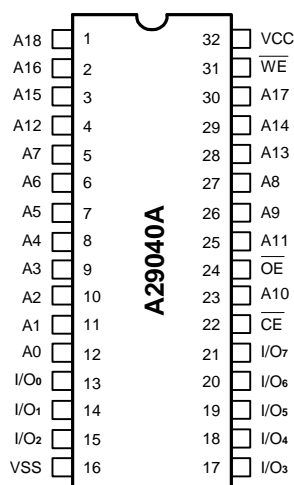 A18 1 32 VCC
A16 2 31 WE
A15 3 30 A17
A12 4 29 A14
A7 5 28 A13
A6 6 27 A8
A5 7 26 A9
A4 8 25 A11
A3 9 24 OE
A2 10 23 A10
A1 11 22 CE
A0 12 21 I/O7
I/O0 13 20 I/O6
I/O1 14 19 I/O5
I/O2 15 18 I/O4
VSS 16 17 I/O3
A29040A